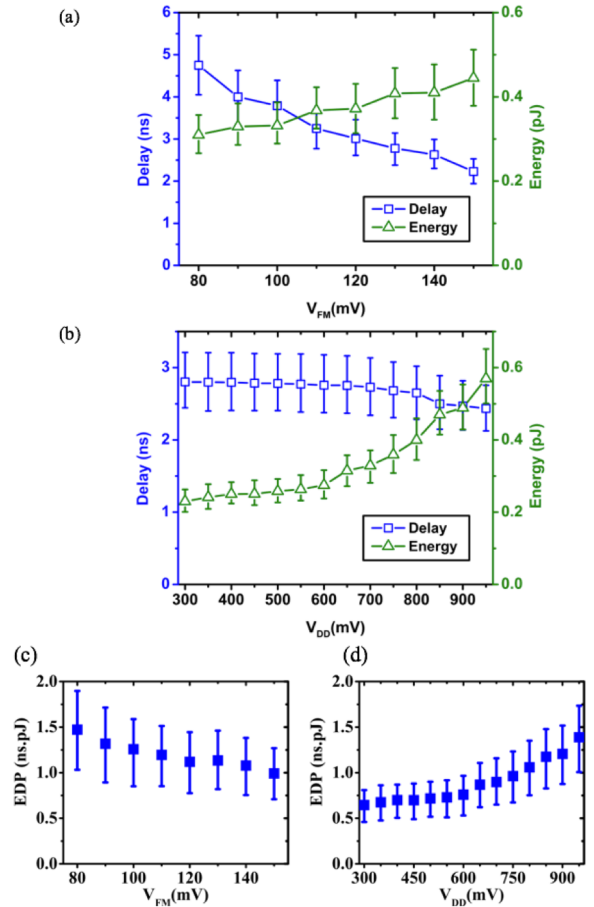 (a)
6
5
4
3
2
1
0
Delay (ns)
0.6
0.4
0.2
0.0
Energy (pJ)
Delay
Energy
80 100 120 140
V_FM(mV)
(b)
3
2
1
0
Delay (ns)
0.6
0.4
0.2
0.0
Energy (pJ)
Delay
Energy
300 400 500 600 700 800 900
V_DD(mV)
(c)
2.0
1.5
1.0
0.5
0.0
EDP (ns.pJ)
80 100 120 140
V_FM(mV)
(d)
2.0
1.5
1.0
0.5
0.0
EDP (ns.pJ)
300 450 600 750 900
V_DD(mV)